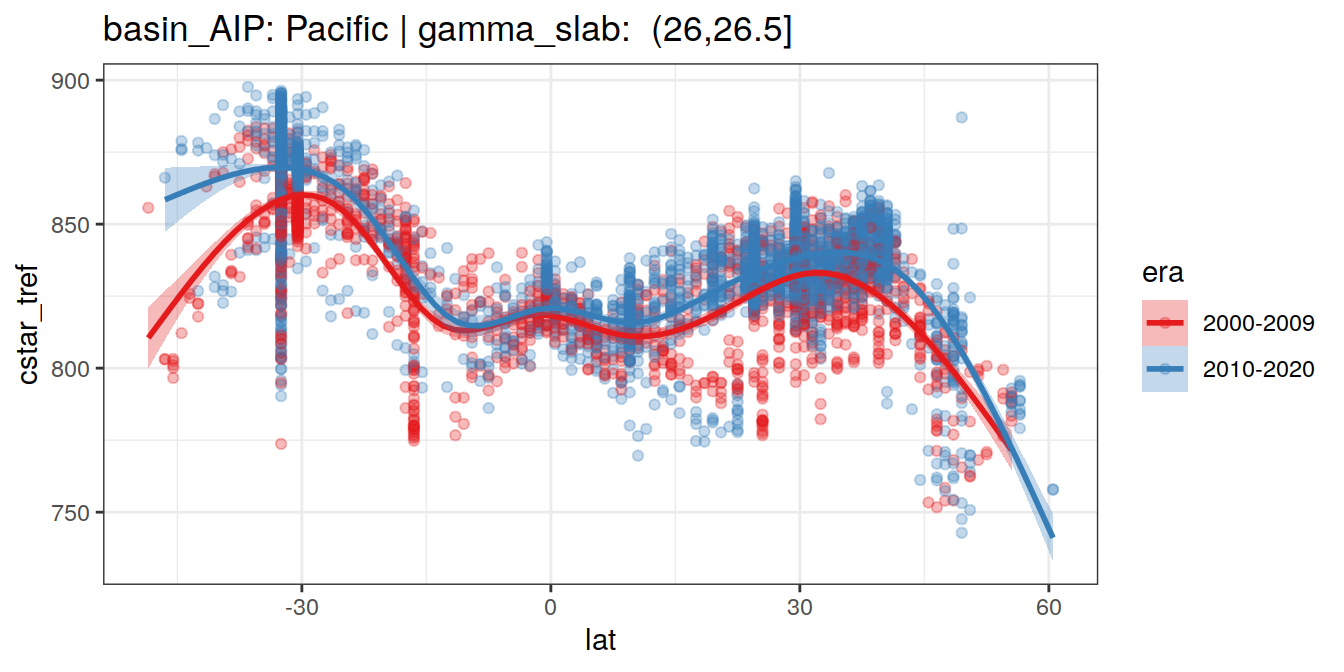 basin_AIP: Pacific | gamma_slab:  (26,26.5]
900
850
800
750
cstar_tref
-30
0
30
60
lat
era
2000-2009
2010-2020